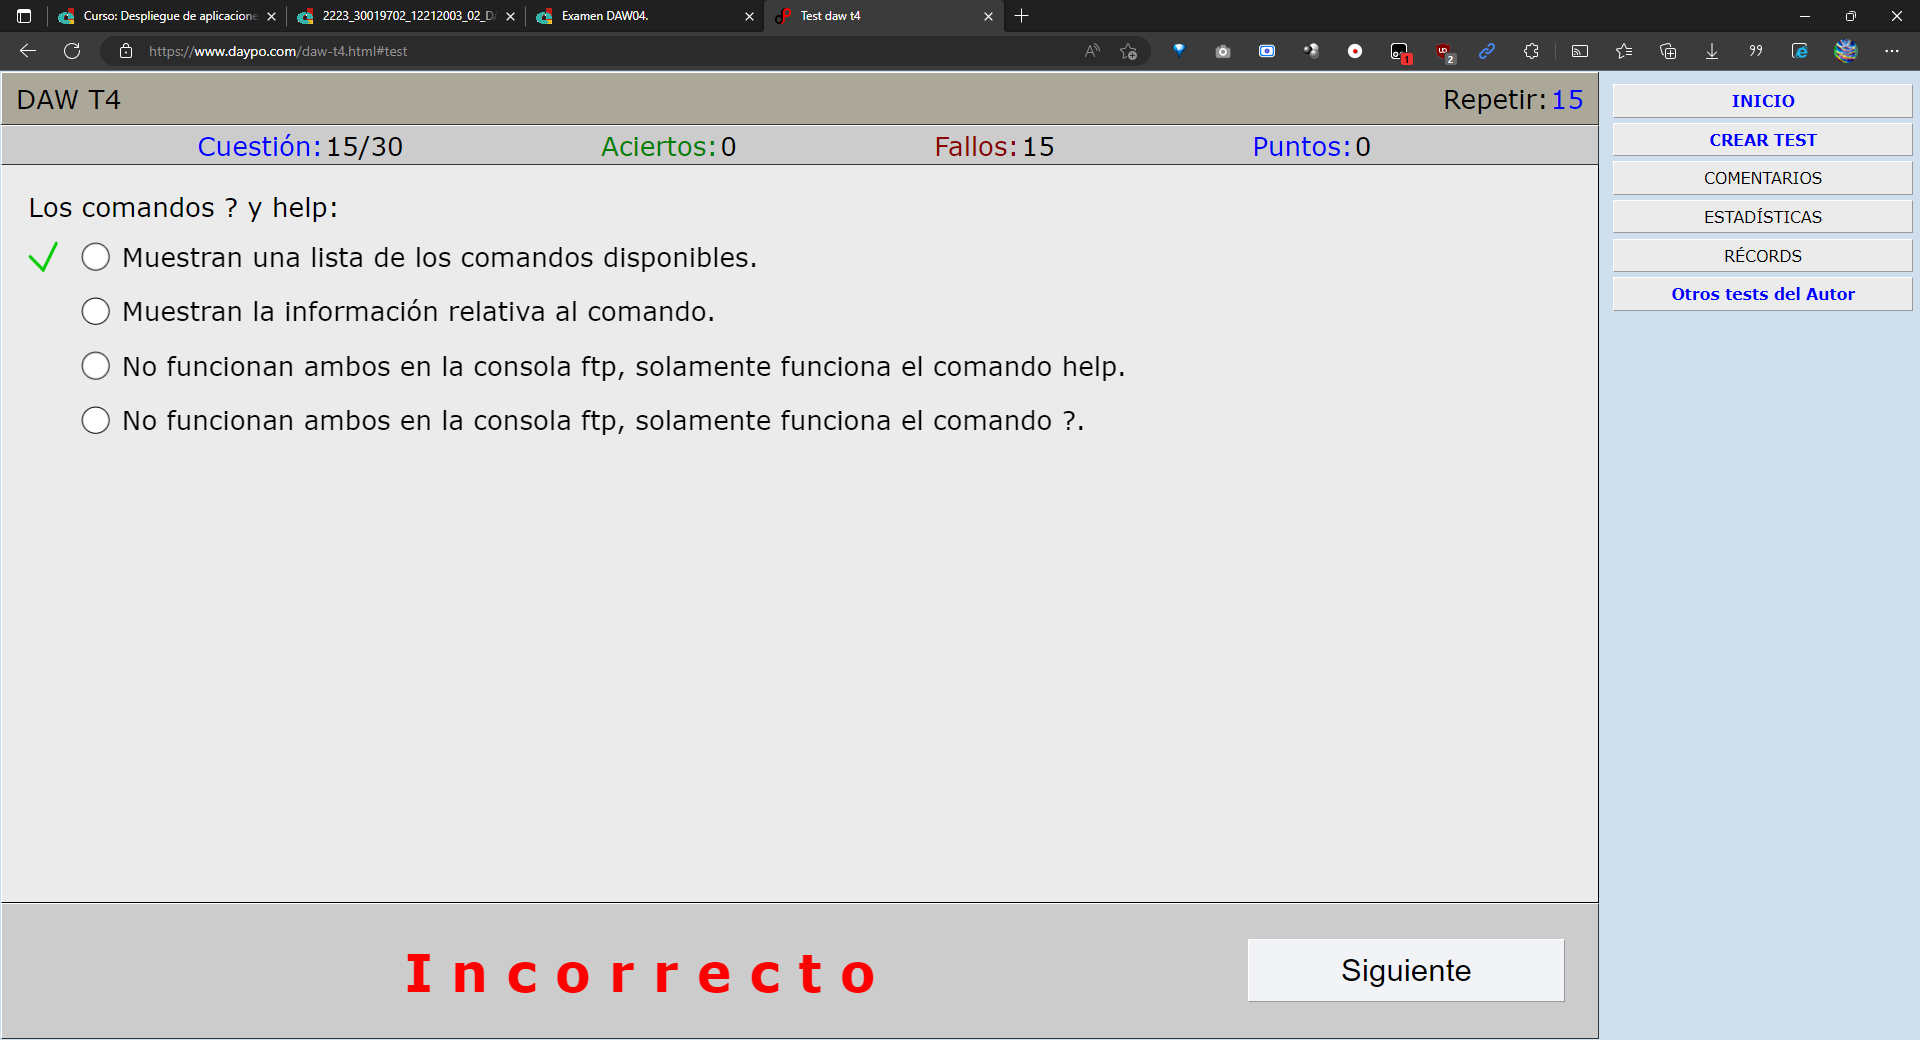 Curso: Despliegue de aplicacione
2223_30019702_12212003_02_D
Examen DAW04.
Test daw t4
https://www.daypo.com/daw-t4.html#test
1
2
DAW T4
Repetir: 15
Cuestión: 15/30
Aciertos: 0
Fallos: 15
Puntos: 0
Los comandos ? y help:
Muestran una lista de los comandos disponibles.
Muestran la información relativa al comando.
No funcionan ambos en la consola ftp, solamente funciona el comando help.
No funcionan ambos en la consola ftp, solamente funciona el comando ?.
Incorrecto
Siguiente
INICIO
CREAR TEST
COMENTARIOS
ESTADÍSTICAS
RÉCORDS
Otros tests del Autor